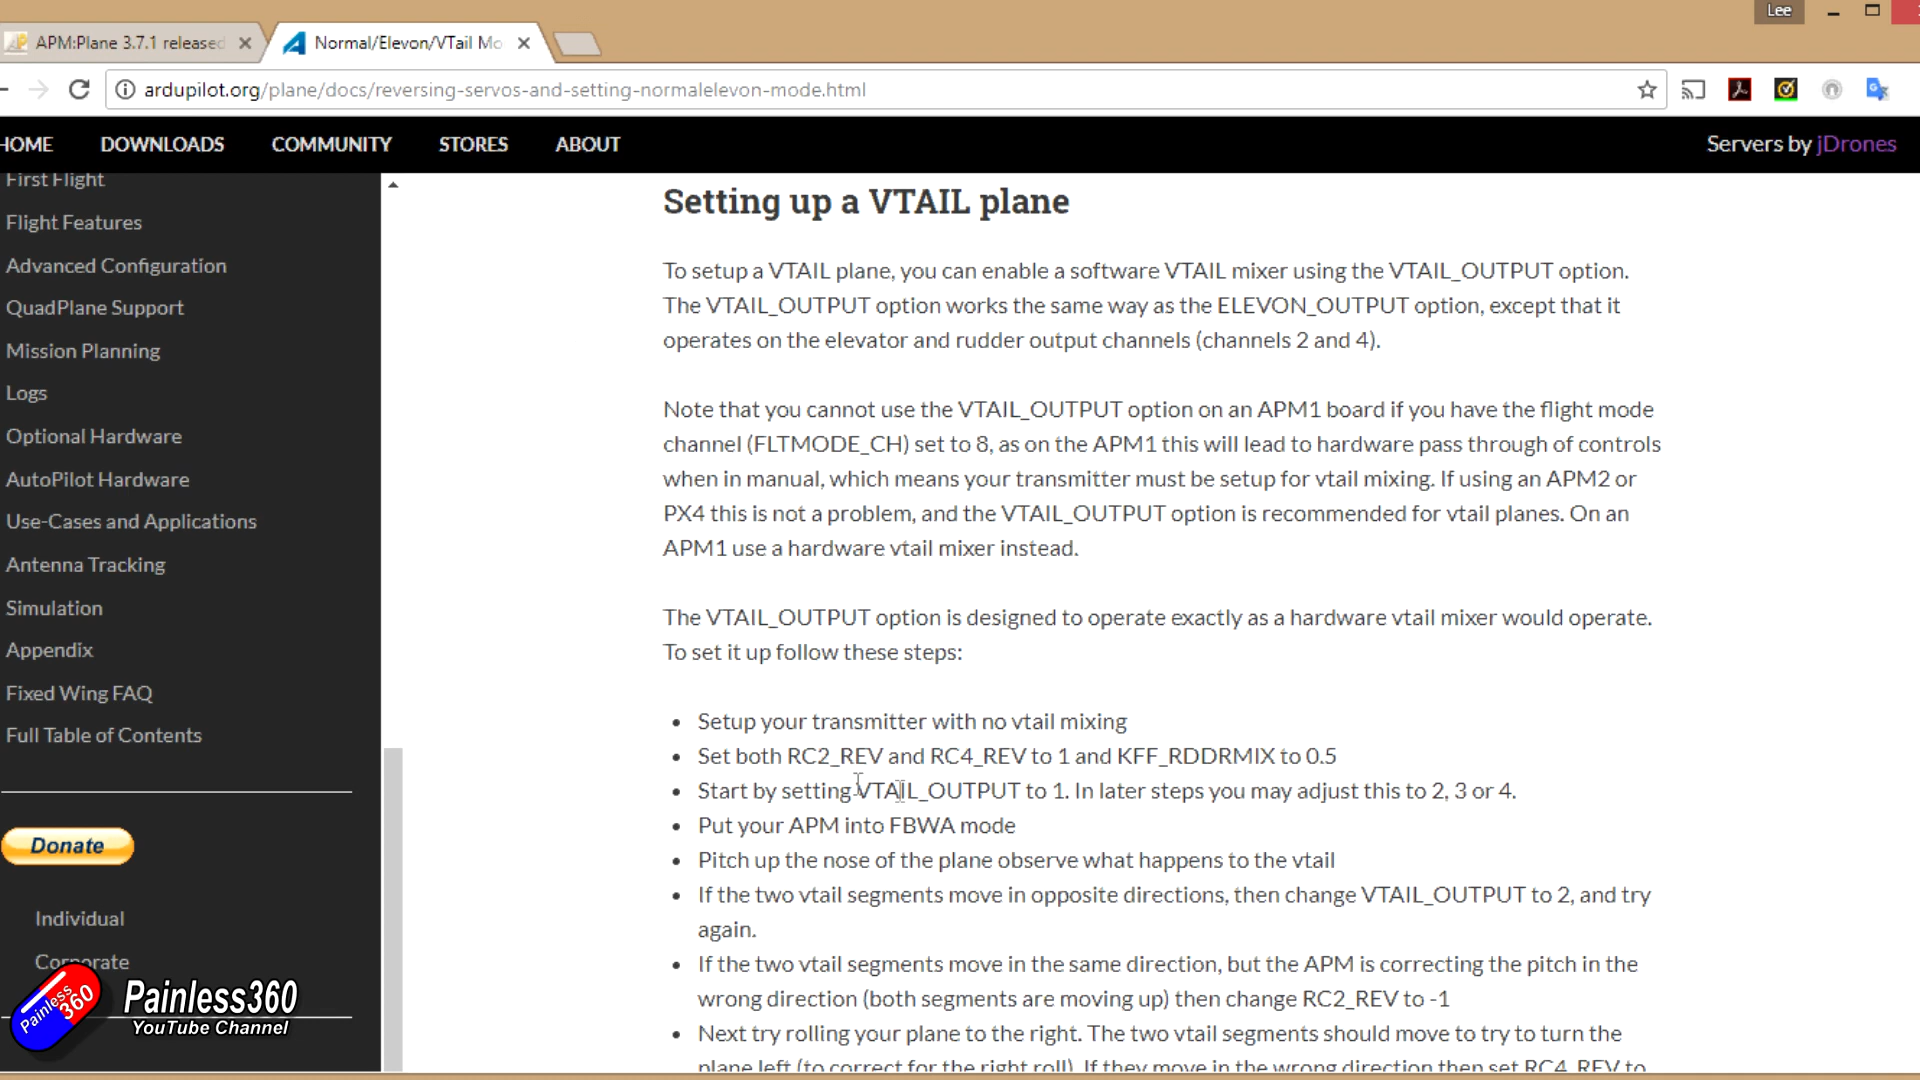 Lee
APM:Plane 3.7.1 released
Normal/Elevon/VTail Mo
ardupilot.org/plane/docs/reversing-servos-and-setting-normalelevon-mode.html
HOME DOWNLOADS COMMUNITY STORES ABOUT
Servers by jDrones
First Flight
Flight Features
Advanced Configuration
QuadPlane Support
Mission Planning
Logs
Optional Hardware
AutoPilot Hardware
Use-Cases and Applications
Antenna Tracking
Simulation
Appendix
Fixed Wing FAQ
Full Table of Contents
Donate
Individual
Corporate
Painless 360
Painless360
YouTube Channel
Setting up a VTAIL plane
To setup a VTAIL plane, you can enable a software VTAIL mixer using the VTAIL_OUTPUT option.
The VTAIL_OUTPUT option works the same way as the ELEVON_OUTPUT option, except that it
operates on the elevator and rudder output channels (channels 2 and 4).
Note that you cannot use the VTAIL_OUTPUT option on an APM1 board if you have the flight mode
channel (FLTMODE_CH) set to 8, as on the APM1 this will lead to hardware pass through of controls
when in manual, which means your transmitter must be setup for vtail mixing. If using an APM2 or
PX4 this is not a problem, and the VTAIL_OUTPUT option is recommended for vtail planes. On an
APM1 use a hardware vtail mixer instead.
The VTAIL_OUTPUT option is designed to operate exactly as a hardware vtail mixer would operate.
To set it up follow these steps:
• Setup your transmitter with no vtail mixing
• Set both RC2_REV and RC4_REV to 1 and KFF_RDDRMIX to 0.5
• Start by setting VTAIL_OUTPUT to 1. In later steps you may adjust this to 2, 3 or 4.
• Put your APM into FBWA mode
• Pitch up the nose of the plane observe what happens to the vtail
• If the two vtail segments move in opposite directions, then change VTAIL_OUTPUT to 2, and try
again.
• If the two vtail segments move in the same direction, but the APM is correcting the pitch in the
wrong direction (both segments are moving up) then change RC2_REV to -1
• Next try rolling your plane to the right. The two vtail segments should move to try to turn the
plane left (to correct for the right roll). If they move in the wrong direction then set RC4_REV to